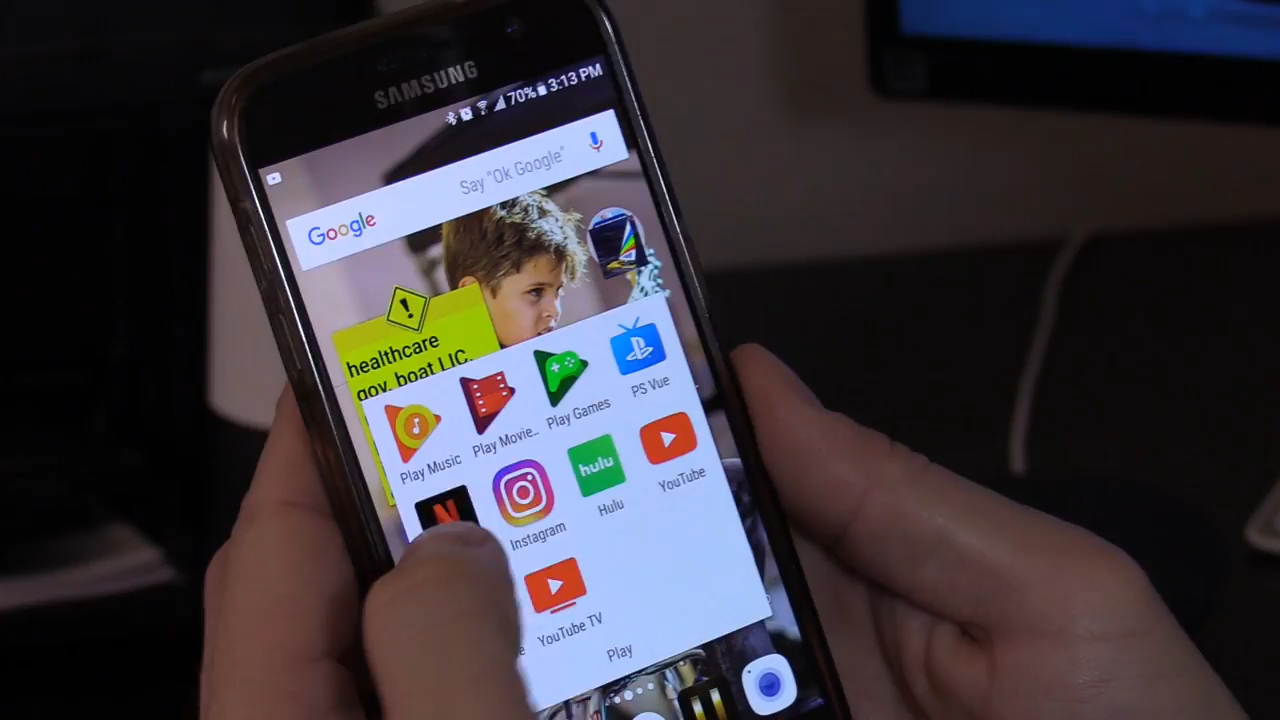 SAMSUNG
70% 3:13 PM
Google Say "Ok Google"
healthcare
gov. boat LIC.
Play Music
Play Movie..
Play Games
PS Vue
N
Instagram
hulu
Hulu
YouTube
e
YouTube TV
Play